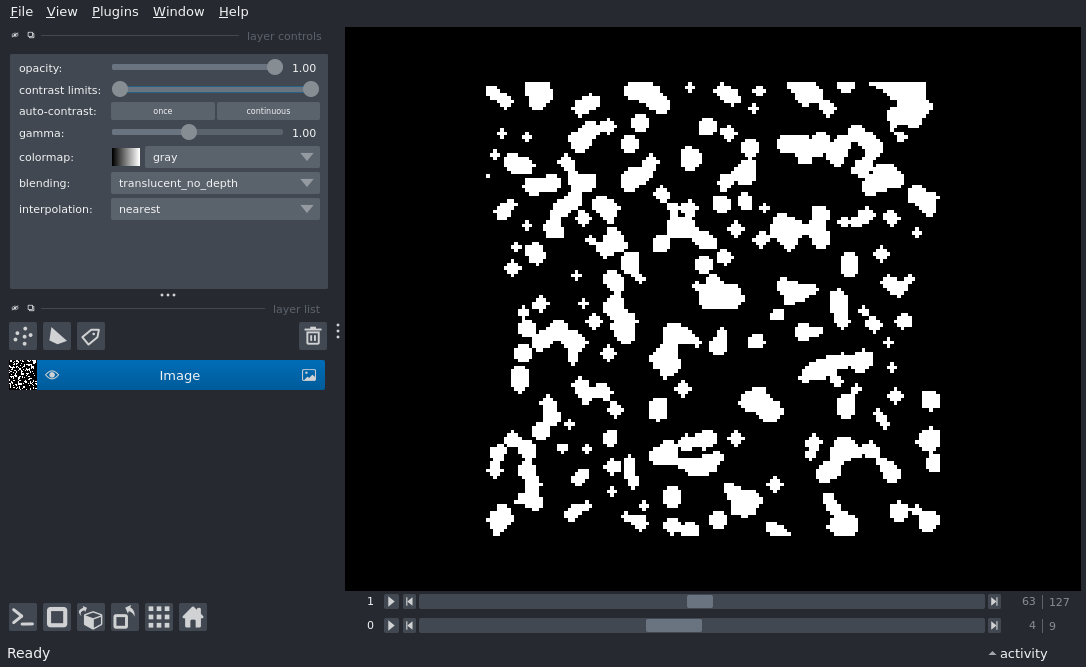 File View Plugins Window Help
layer controls
opacity: 1.00
contrast limits:
auto-contrast: once continuous
gamma: 1.00
colormap: gray
blending: translucent_no_depth
interpolation: nearest
layer list
Image
1 63 127
0 4 9
Ready activity